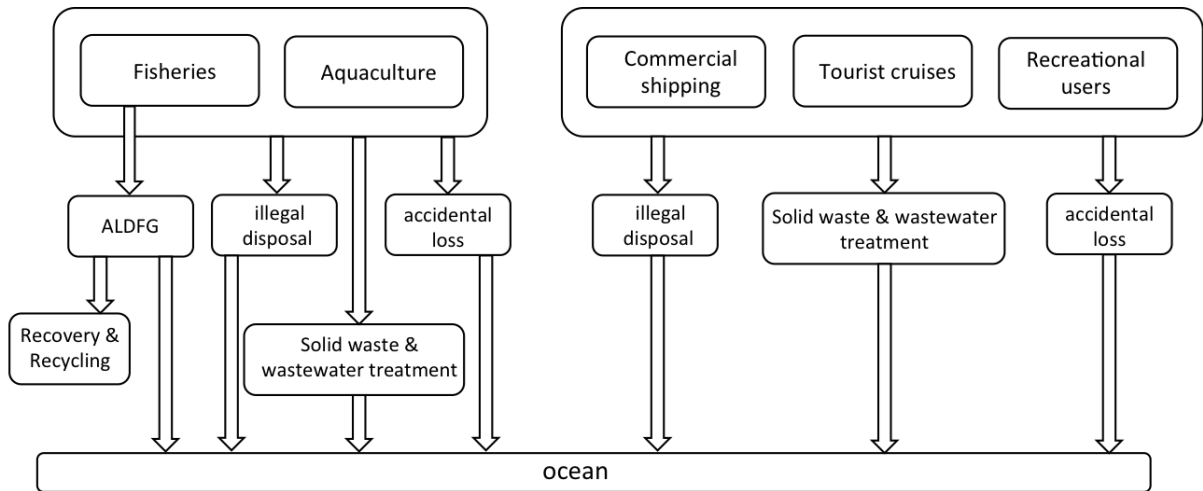 Fisheries
Aquaculture
Commercial
shipping
Tourist cruises
Recreational
users
ALDFG
illegal
disposal
accidental
loss
illegal
disposal
Solid waste & wastewater
treatment
accidental
loss
Recovery &
Recycling
Solid waste &
wastewater treatment
ocean